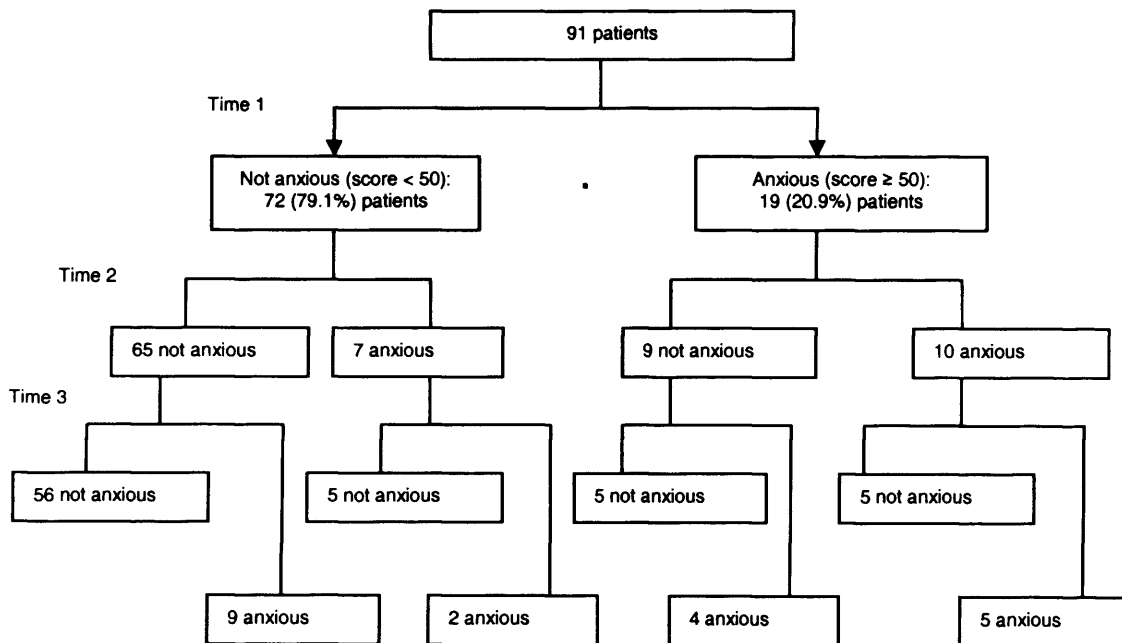 91 patients
Time 1
Not anxious (score < 50):
72 (79.1%) patients
Anxious (score ≥ 50):
19 (20.9%) patients
Time 2
65 not anxious
7 anxious
9 not anxious
10 anxious
Time 3
56 not anxious
5 not anxious
5 not anxious
5 not anxious
9 anxious
2 anxious
4 anxious
5 anxious